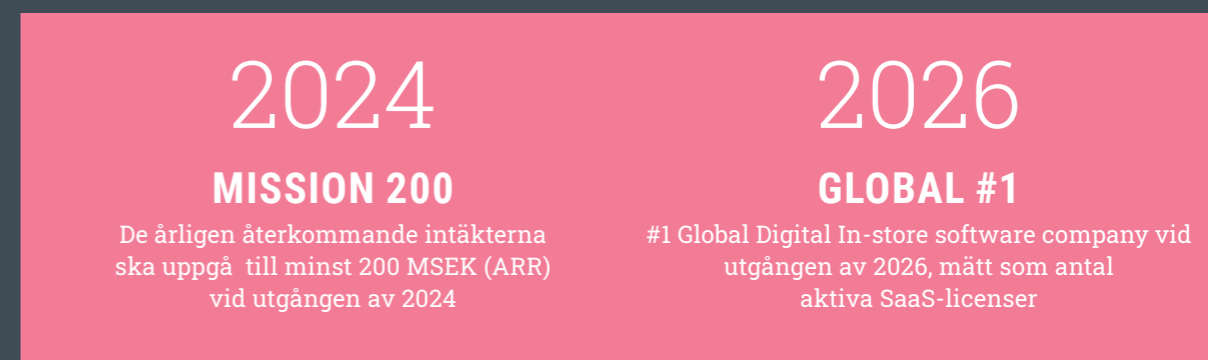 2024
MISSION 200
De årligen återkommande intäkterna
ska uppgå till minst 200 MSEK (ARR)
vid utgången av 2024
2026
GLOBAL #1
#1 Global Digital In-store software company vid
utgången av 2026, mätt som antal
aktiva SaaS-licenser